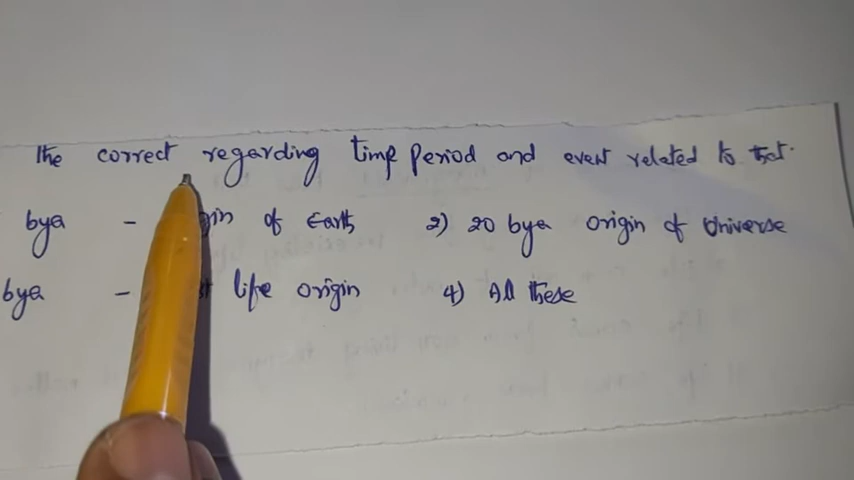 the correct regarding time period and event related to that.
bya - of Earth 2) 20 bya origin of Universe
bya - life origin 4) All these